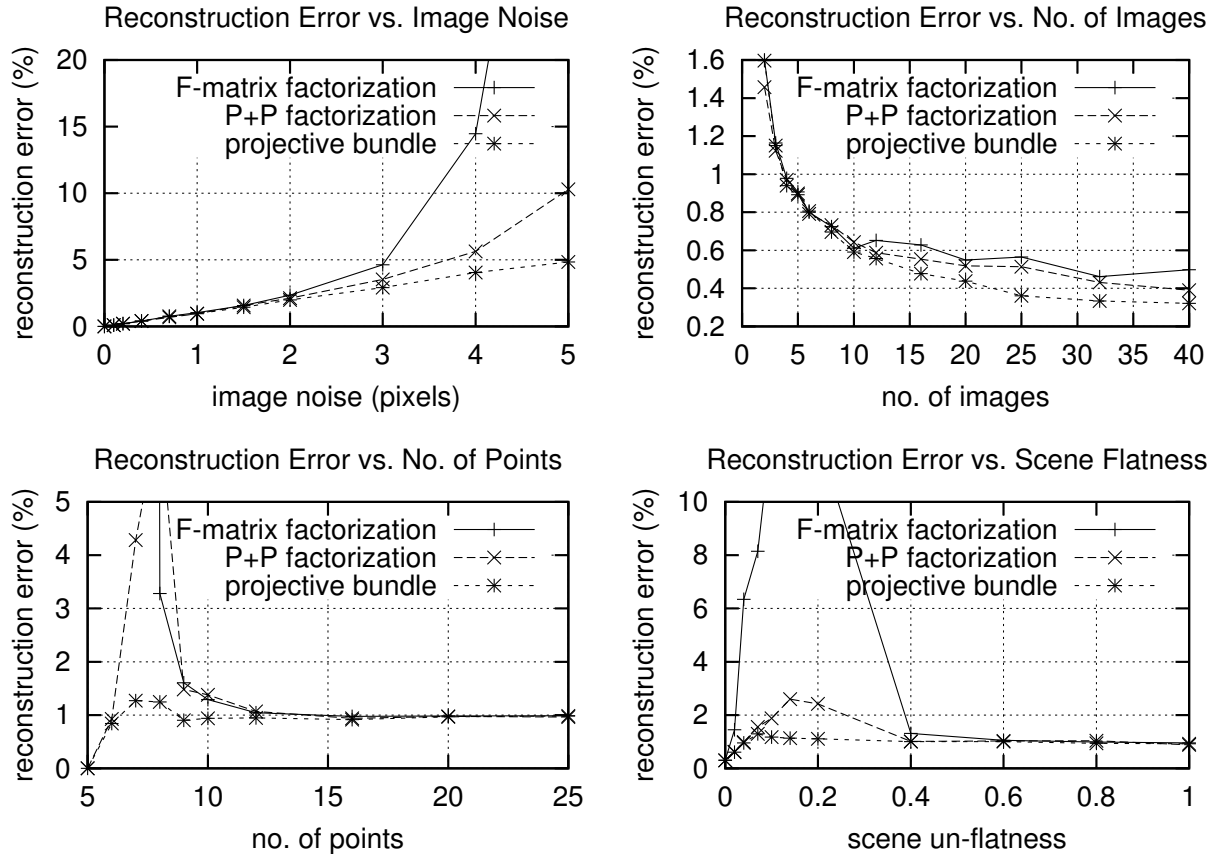 Reconstruction Error vs. Image Noise
reconstruction error (%)
20
15
10
5
0
F-matrix factorization
P+P factorization
projective bundle
0 1 2 3 4 5
image noise (pixels)
Reconstruction Error vs. No. of Images
reconstruction error (%)
1.6
1.4
1.2
1
0.8
0.6
0.4
0.2
F-matrix factorization
P+P factorization
projective bundle
0 5 10 15 20 25 30 35 40
no. of images
Reconstruction Error vs. No. of Points
reconstruction error (%)
5
4
3
2
1
0
F-matrix factorization
P+P factorization
projective bundle
5 10 15 20 25
no. of points
Reconstruction Error vs. Scene Flatness
reconstruction error (%)
10
8
6
4
2
0
F-matrix factorization
P+P factorization
projective bundle
0 0.2 0.4 0.6 0.8 1
scene un-flatness